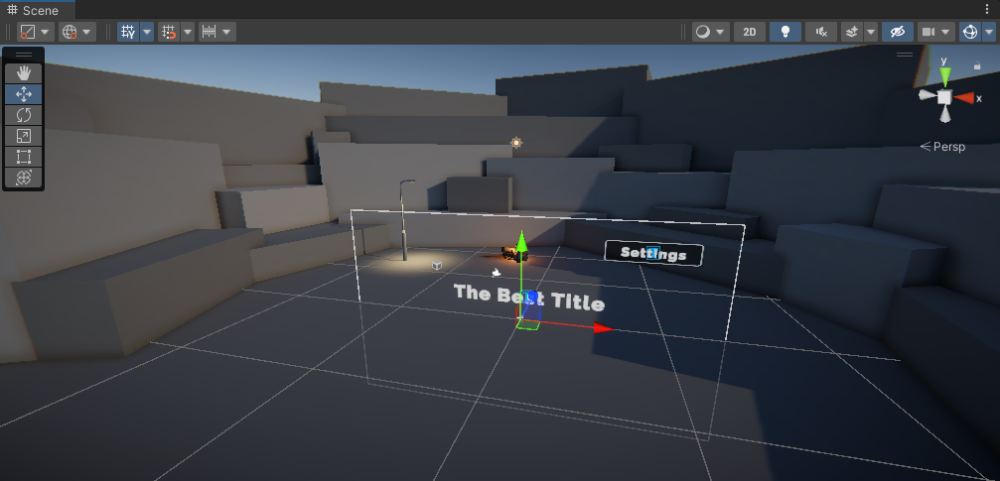 Scene
2D
y
x
Persp
Settings
The Best Title